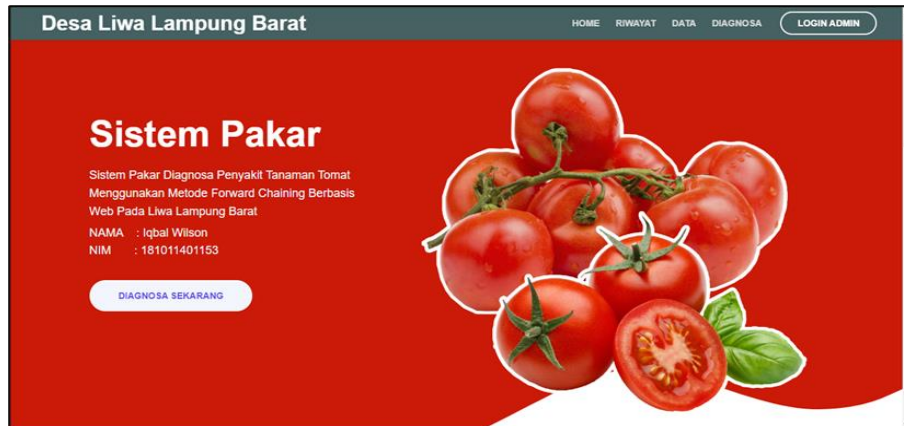 Desa Liwa Lampung Barat
HOME RIWAYAT DATA DIAGNOSA LOGIN ADMIN
Sistem Pakar
Sistem Pakar Diagnosa Penyakit Tanaman Tomat
Menggunakan Metode Forward Chaining Berbasis
Web Pada Liwa Lampung Barat
NAMA : Iqbal Wilson
NIM : 181011401153
DIAGNOSA SEKARANG